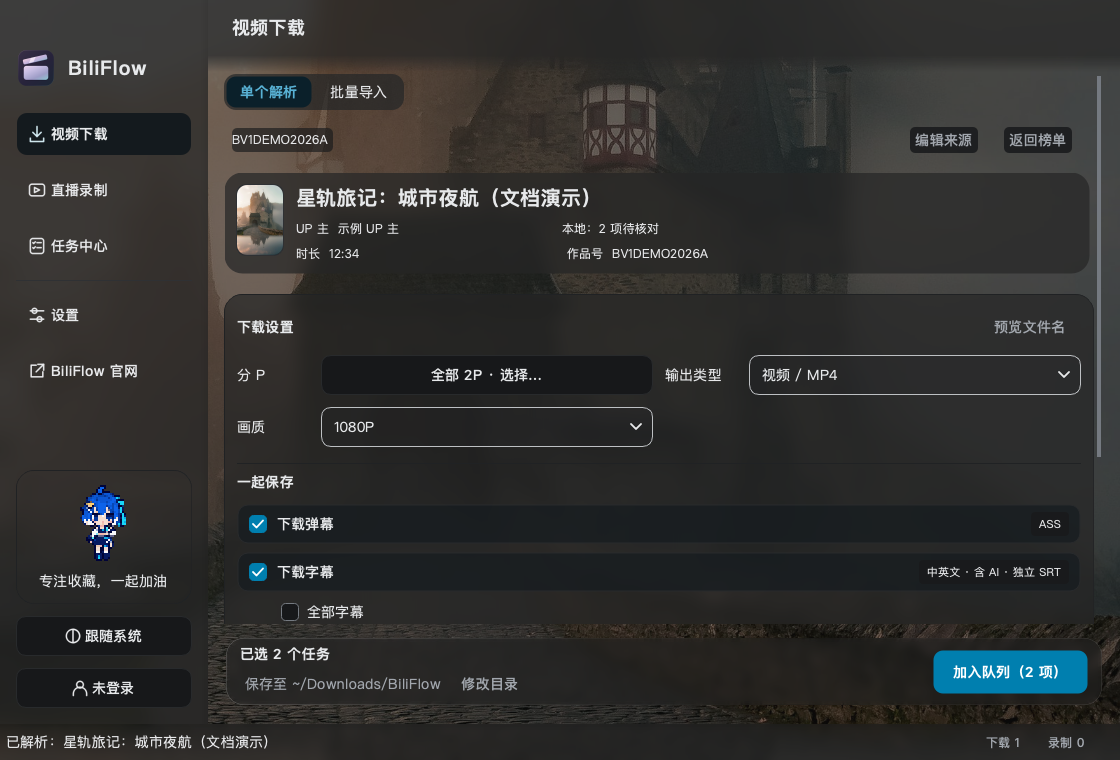 视频下载
BiliFlow
视频下载
直播录制
任务中心
设置
BiliFlow 官网
专注收藏，一起加油
跟随系统
未登录
单个解析 批量导入
BV1DEMO2026A 编辑来源 返回榜单
星轨旅记：城市夜航（文档演示）
UP 主 示例 UP 主 本地：2 项待核对
时长 12:34 作品号 BV1DEMO2026A
下载设置 预览文件名
分 P 全部 2P · 选择... 输出类型 视频 / MP4
画质 1080P
一起保存
下载弹幕 ASS
下载字幕 中英文 · 含 AI · 独立 SRT
全部字幕
已选 2 个任务
保存至 ~/Downloads/BiliFlow 修改目录 加入队列（2 项）
已解析：星轨旅记：城市夜航（文档演示） 下载 1 录制 0